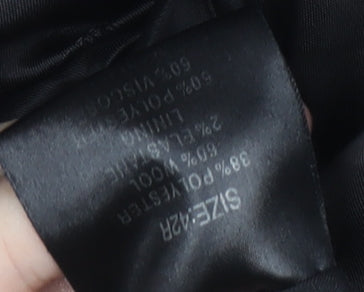 SIZE:42R
38% POLYESTER
60% WOOL
2% ELASTANE
LINING
50% POLYESTER
50% VISCOSE